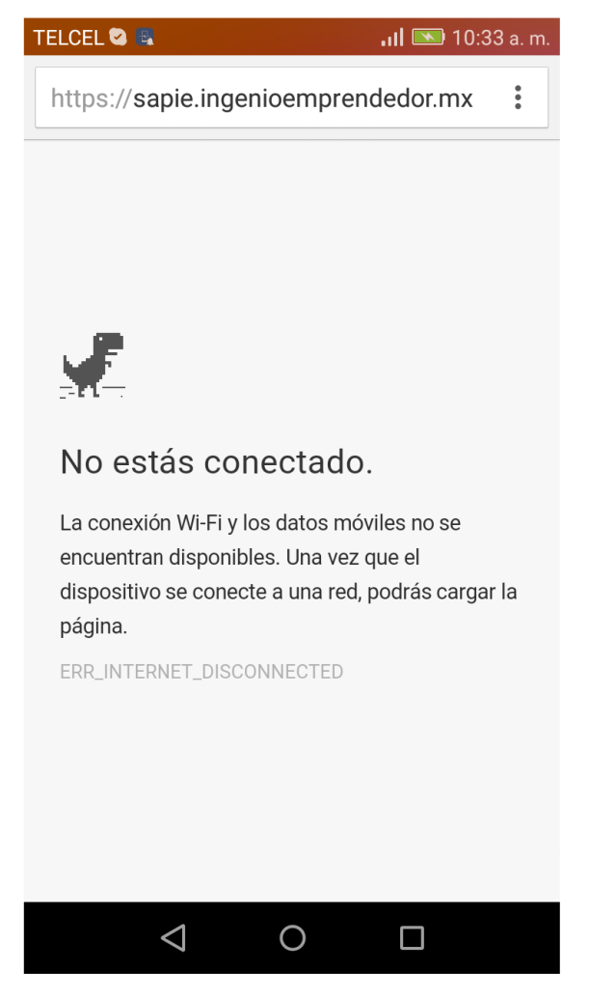 TELCEL 10:33 a. m.
https://sapie.ingenioemprendedor.mx
No estás conectado.
La conexión Wi-Fi y los datos móviles no se
encuentran disponibles. Una vez que el
dispositivo se conecte a una red, podrás cargar la
página.
ERR_INTERNET_DISCONNECTED